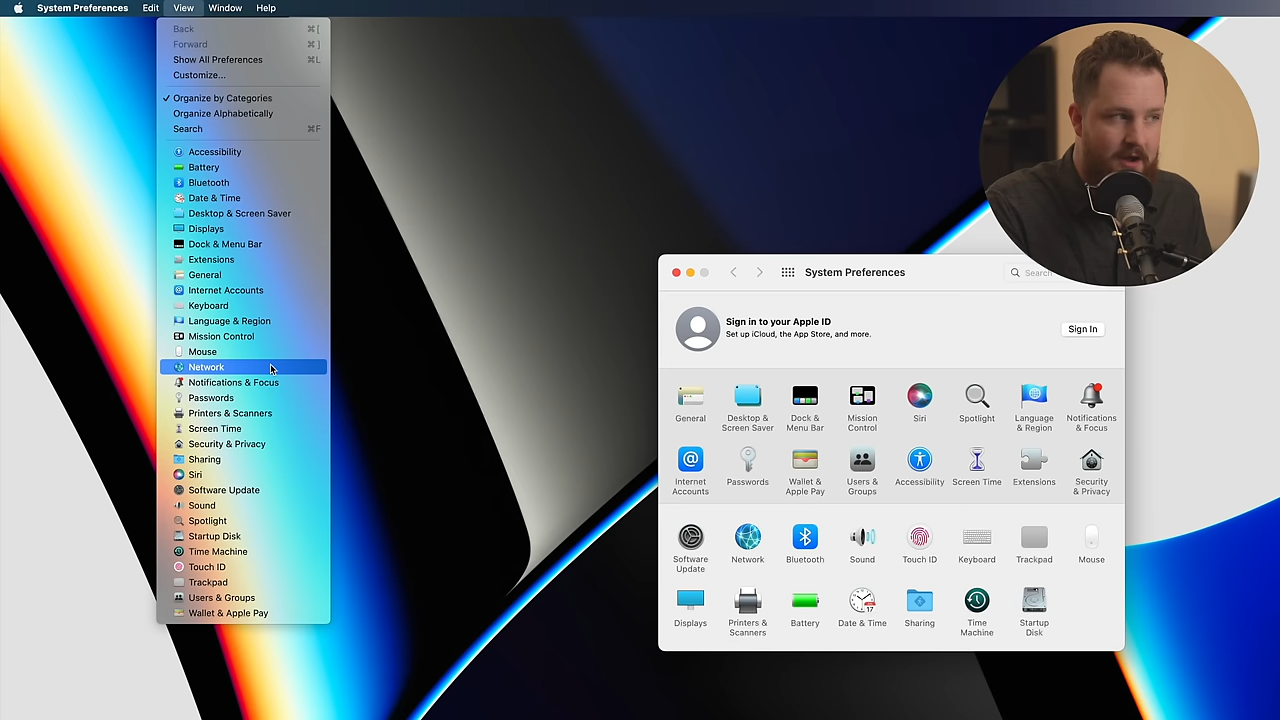 System Preferences Edit View Window Help
Back ⌘[
Forward ⌘]
Show All Preferences ⌘L
Customize...
✓ Organize by Categories
Organize Alphabetically
Search ⌘F
Accessibility
Battery
Bluetooth
Date & Time
Desktop & Screen Saver
Displays
Dock & Menu Bar
Extensions
General
Internet Accounts
Keyboard
Language & Region
Mission Control
Mouse
Network
Notifications & Focus
Passwords
Printers & Scanners
Screen Time
Security & Privacy
Sharing
Siri
Software Update
Sound
Spotlight
Startup Disk
Time Machine
Touch ID
Trackpad
Users & Groups
Wallet & Apple Pay
System Preferences
Search
Sign in to your Apple ID
Set up iCloud, the App Store, and more.
Sign In
General
Desktop &
Screen Saver
Dock &
Menu Bar
Mission
Control
Siri
Spotlight
Language
& Region
Notifications
& Focus
Internet
Accounts
Passwords
Wallet &
Apple Pay
Users &
Groups
Accessibility
Screen Time
Extensions
Security
& Privacy
Software
Update
Network
Bluetooth
Sound
Touch ID
Keyboard
Trackpad
Mouse
Displays
Printers &
Scanners
Battery
17
Date & Time
Sharing
Time
Machine
Startup
Disk